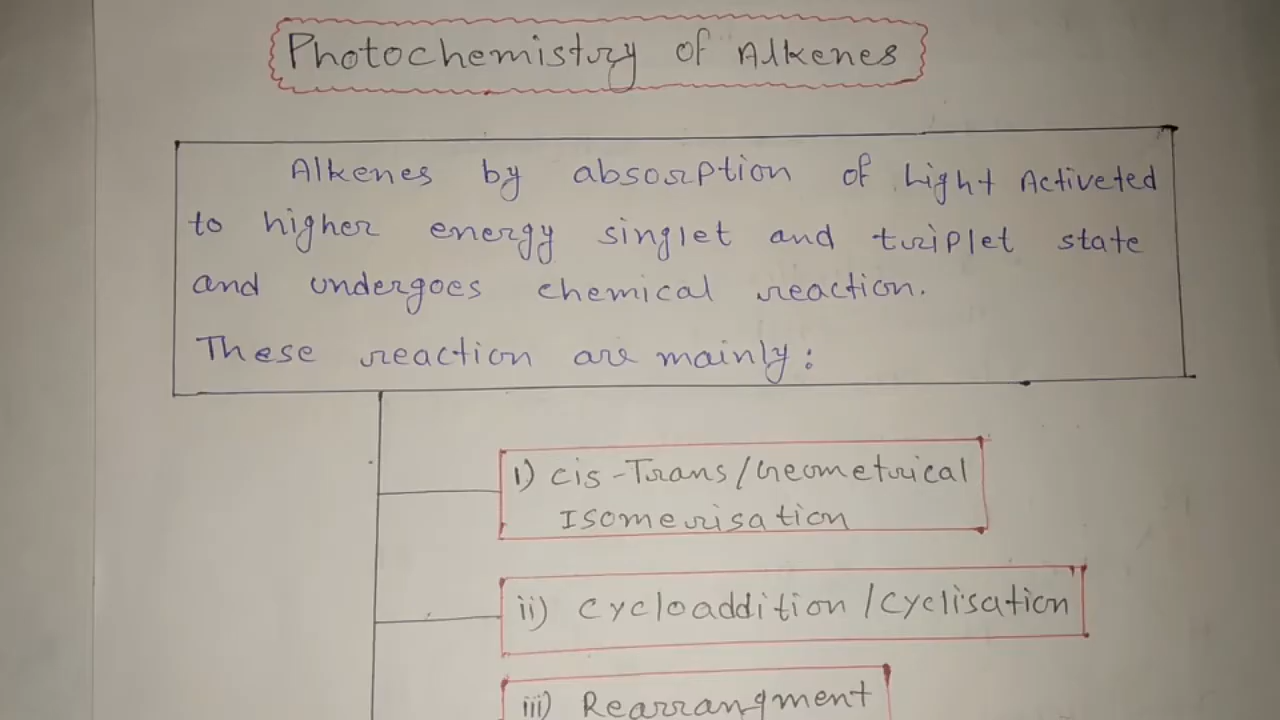 Photochemistry of Alkenes
Alkenes by absorption of Light Activeted
to higher energy singlet and triplet state
and undergoes chemical reaction.
These reaction are mainly:
i) Cis-Trans/Geometrical
Isomerisation
ii) Cycloaddition/Cyclisation
iii) Rearrangment